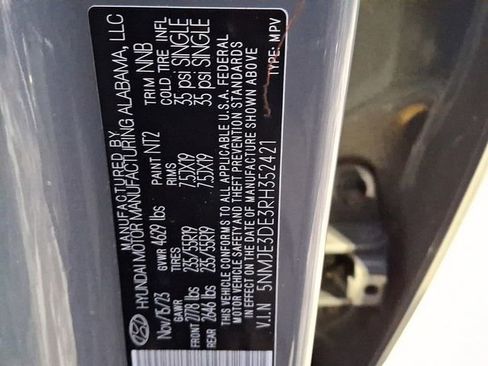 MANUFACTURED BY
HYUNDAI MOTOR MANUFACTURING ALABAMA, LLC
Nov/15/23 PAINT NT2 TRIM NNB
GVWR 4629 lbs
GAWR RIMS COLD TIRE INFL
FRONT 2778 lbs 235/55R19 7.5JX19 35 psi SINGLE
REAR 2646 lbs 235/55R19 7.5JX19 35 psi SINGLE
THIS VEHICLE CONFORMS TO ALL APPLICABLE U.S.A. FEDERAL
MOTOR VEHICLE SAFETY AND THEFT PREVENTION STANDARDS
IN EFFECT ON THE DATE OF MANUFACTURE SHOWN ABOVE
V.I.N 5NMJE3DE3RH352421 TYPE: MPV